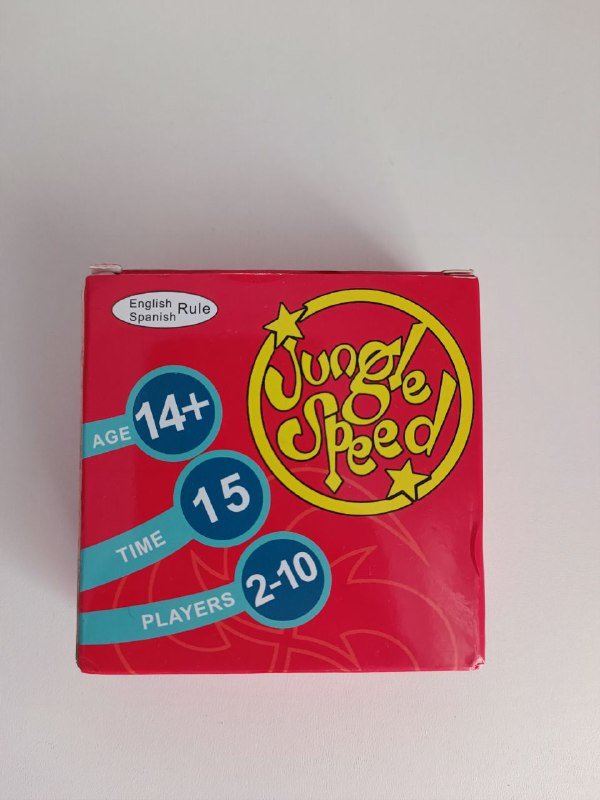 English
Spanish Rule
Jungle
Speed
AGE 14+
TIME 15
PLAYERS 2-10